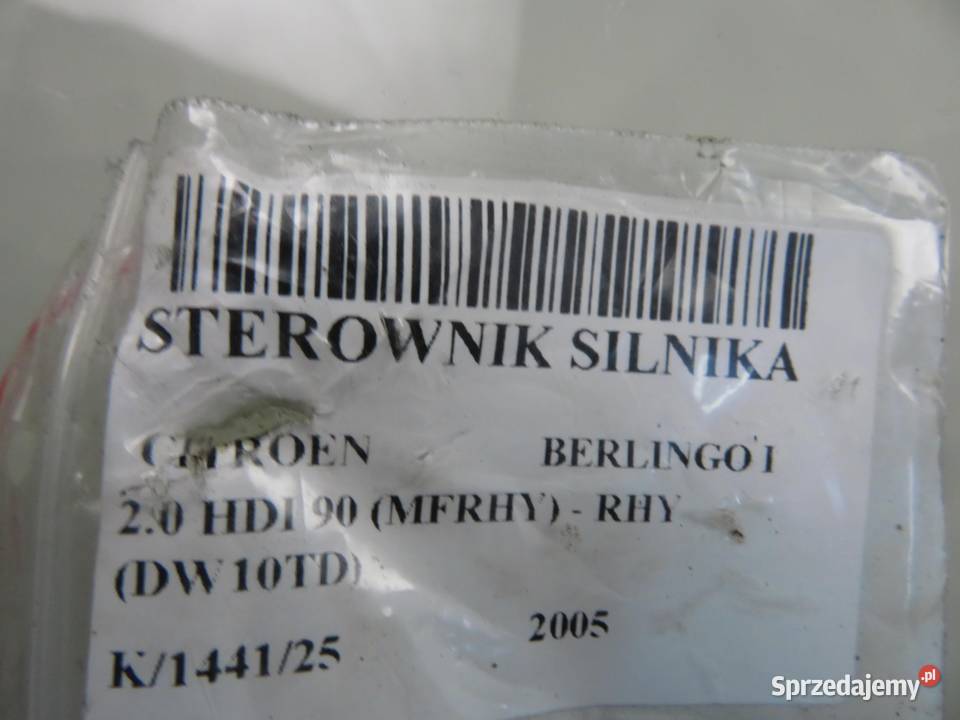 STEROWNIK SILNIKA
CITROEN BERLINGO I
2.0 HDI 90 (MFRHY) - RHY
(DW10TD)
2005
K/1441/25
Sprzedajemy.pl